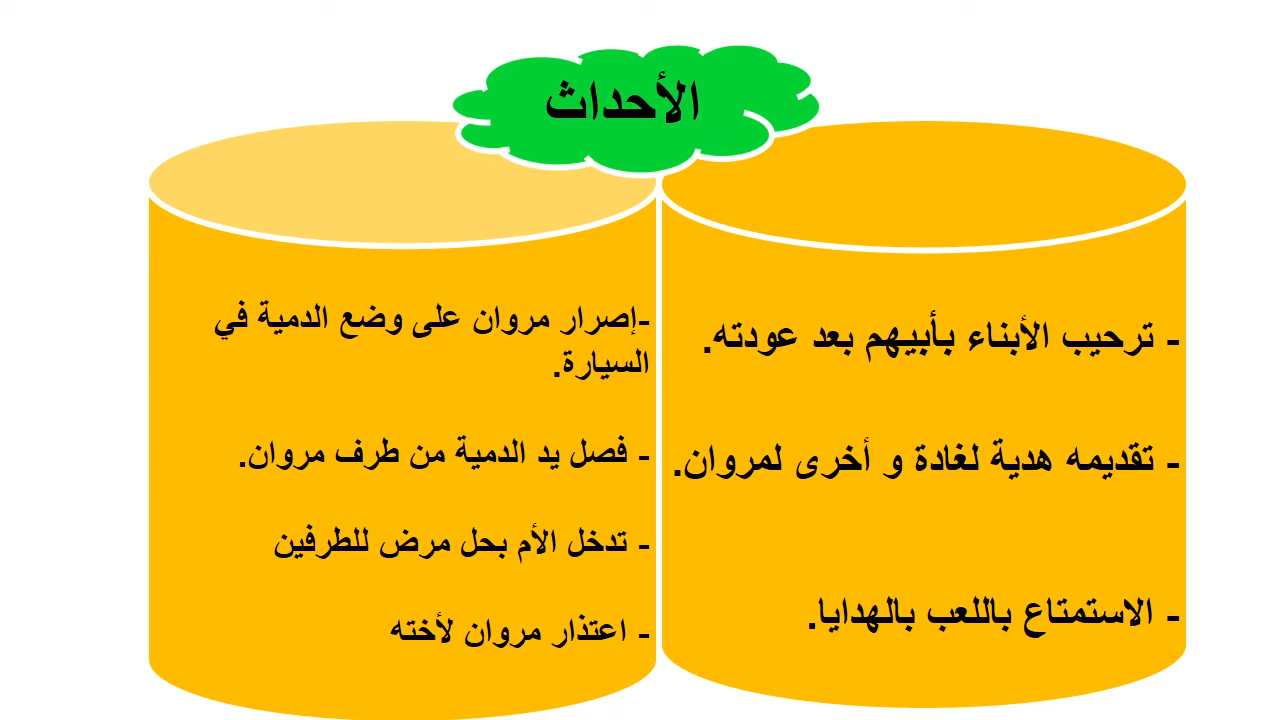 الأحداث
- ترحيب الأبناء بأبيهم بعد عودته.
- تقديمه هدية لغادة و أخرى لمروان.
- الاستمتاع باللعب بالهدايا.
-إصرار مروان على وضع الدمية في
السيارة.
- فصل يد الدمية من طرف مروان.
- تدخل الأم بحل مرض للطرفين
- اعتذار مروان لأخته